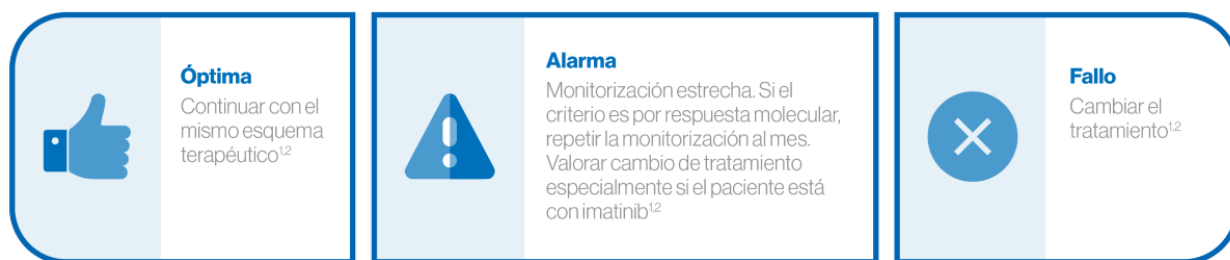 Óptima
Continuar con el
mismo esquema
terapéutico1,2
Alarma
Monitorización estrecha. Si el
criterio es por respuesta molecular,
repetir la monitorización al mes.
Valorar cambio de tratamiento
especialmente si el paciente está
con imatinib1,2
Fallo
Cambiar el
tratamiento1,2